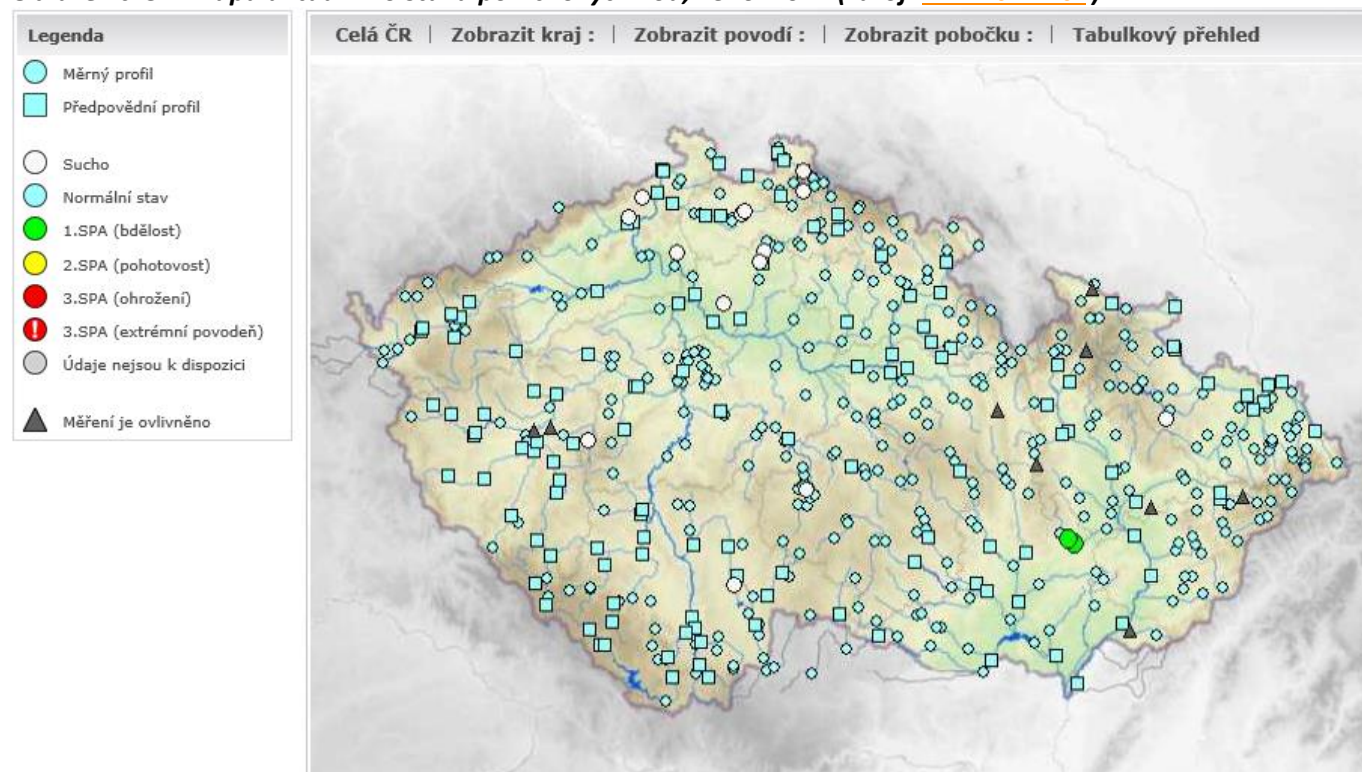 Legenda
Měrný profil
Předpovědní profil
Sucho
Normální stav
1.SPA (bdělost)
2.SPA (pohotovost)
3.SPA (ohrožení)
3.SPA (extrémní povodeň)
Údaje nejsou k dispozici
Měření je ovlivněno
Celá ČR | Zobrazit kraj : | Zobrazit povodí : | Zobrazit pobočku : | Tabulkový přehled